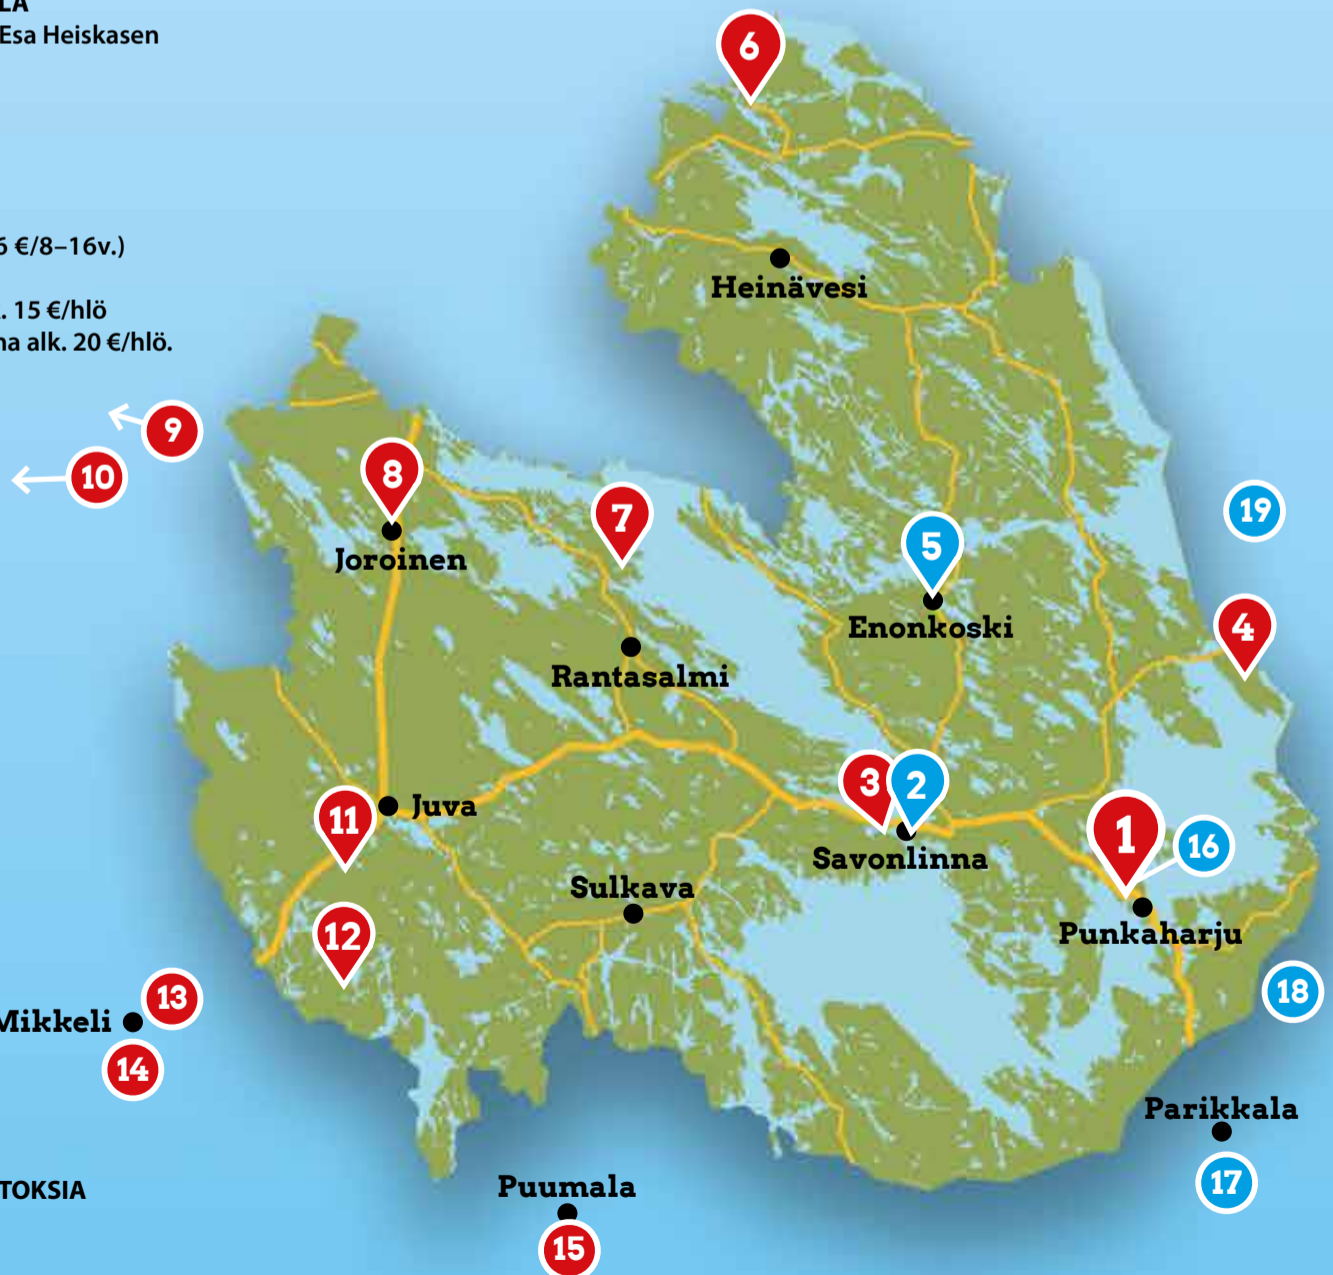 LA
Esa Heiskasen
6 €/8–16v.)
. 15 €/hlö
na alk. 20 €/hlö.
6
Heinävesi
9
10
8
Joroinen
7
19
5
Enonkoski
4
Rantasalmi
3
2
11
Juva
1
16
Savonlinna
Sulkava
12
Punkaharju
13
Mikkeli
18
14
Parikkala
17
TOKSIA
Puumala
15